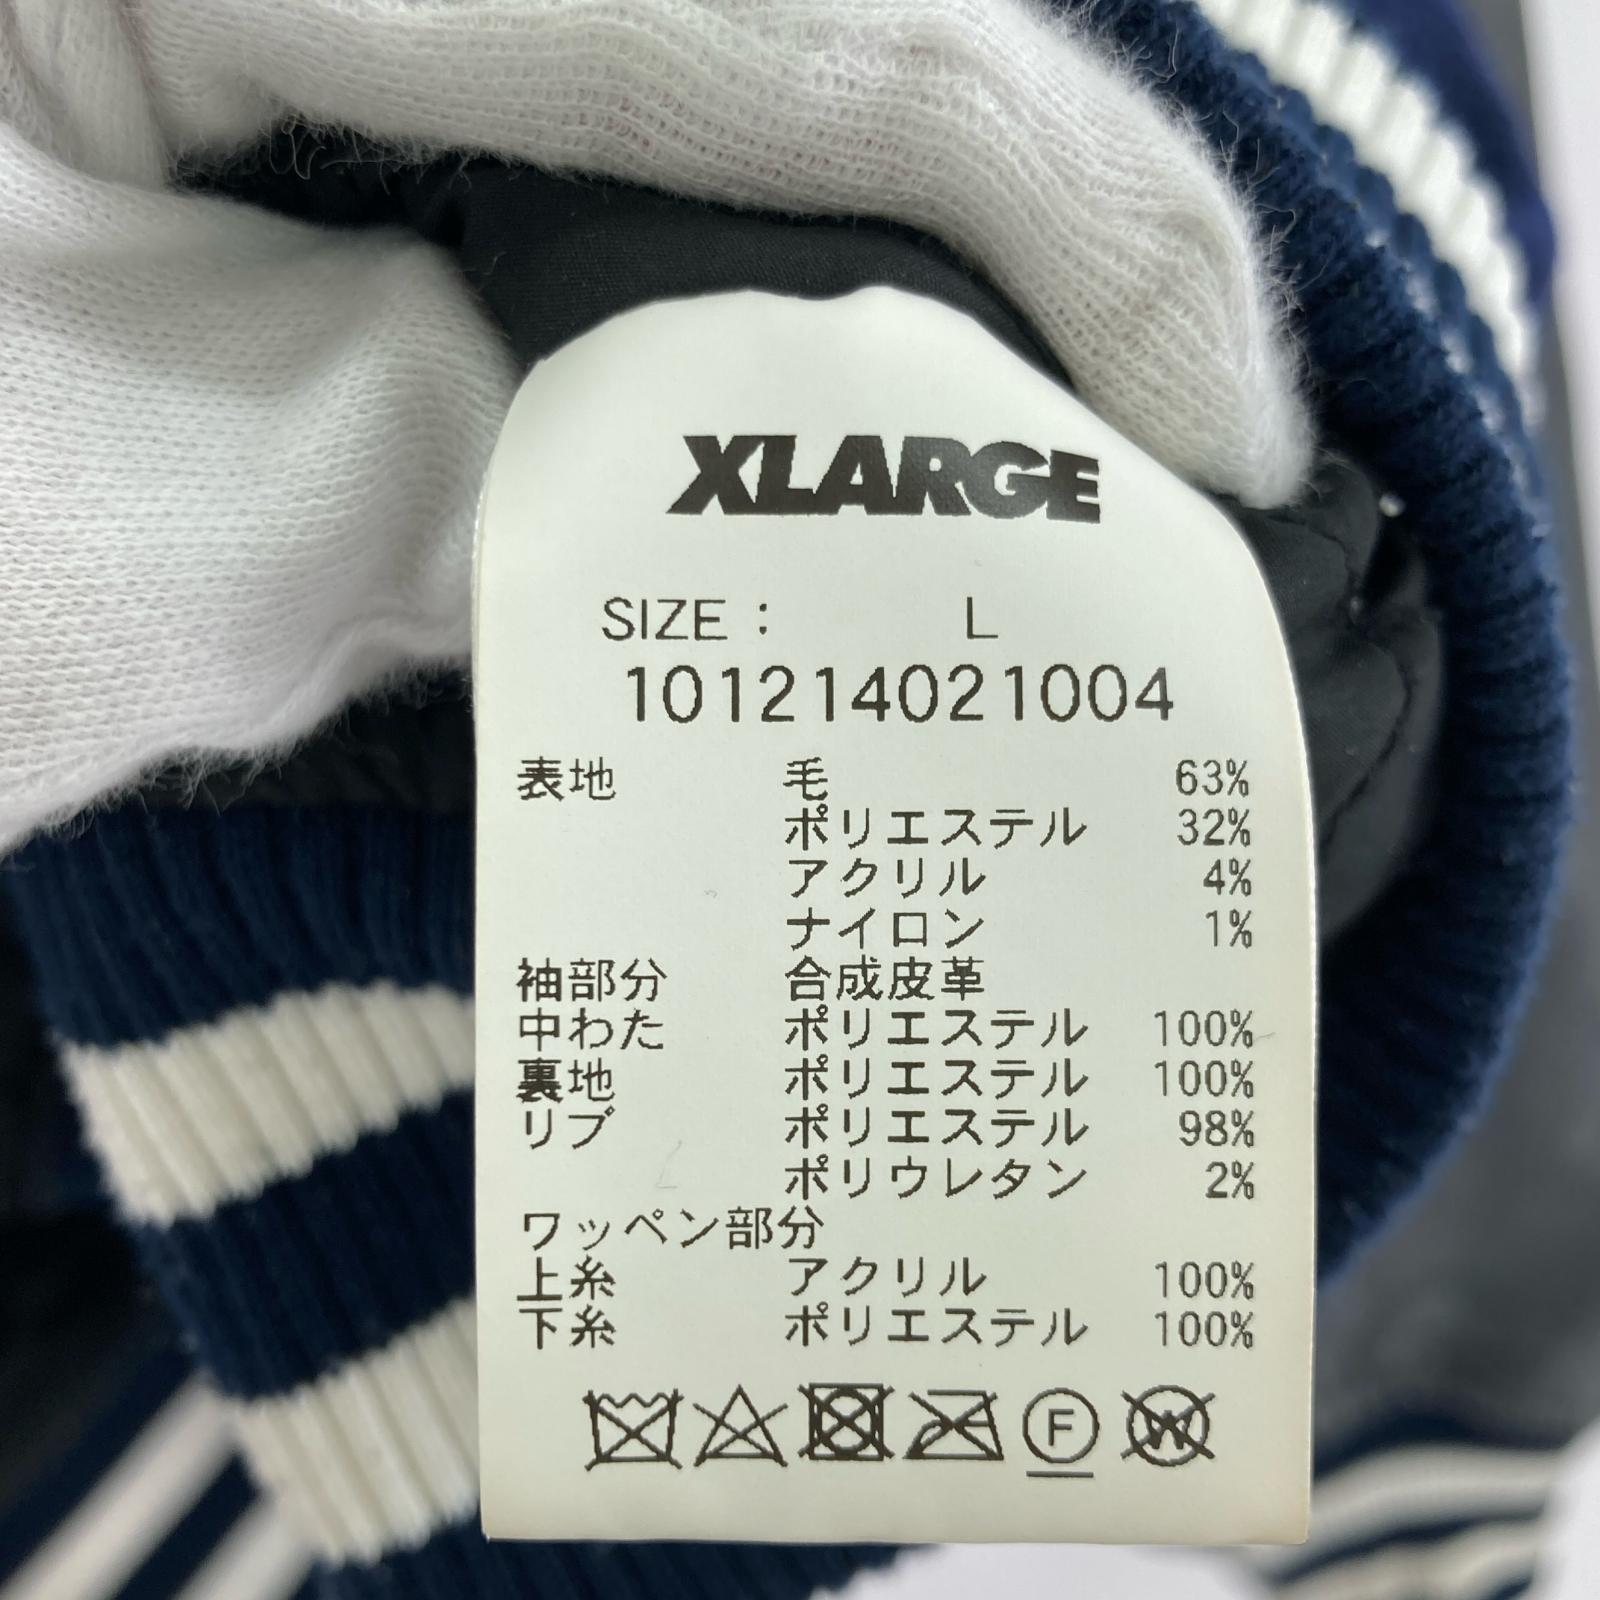 XLARGE
SIZE : L
101214021004
表地 毛 63%
ポリエステル 32%
アクリル 4%
ナイロン 1%
袖部分 合成皮革
中わた ポリエステル 100%
裏地 ポリエステル 100%
リブ ポリエステル 98%
ポリウレタン 2%
ワッペン部分
上糸 アクリル 100%
下糸 ポリエステル 100%
F W